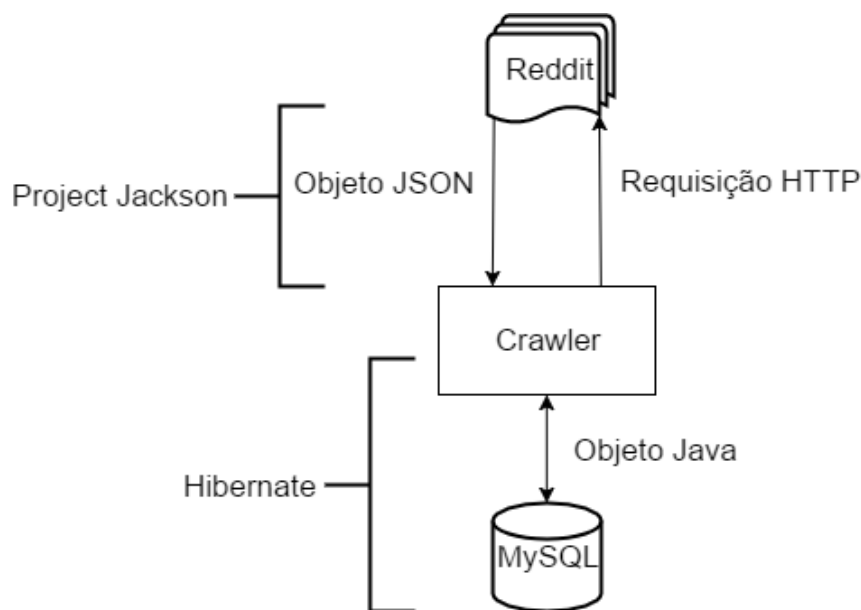 Reddit
Project Jackson
Objeto JSON
Requisição HTTP
Crawler
Hibernate
Objeto Java
MySQL